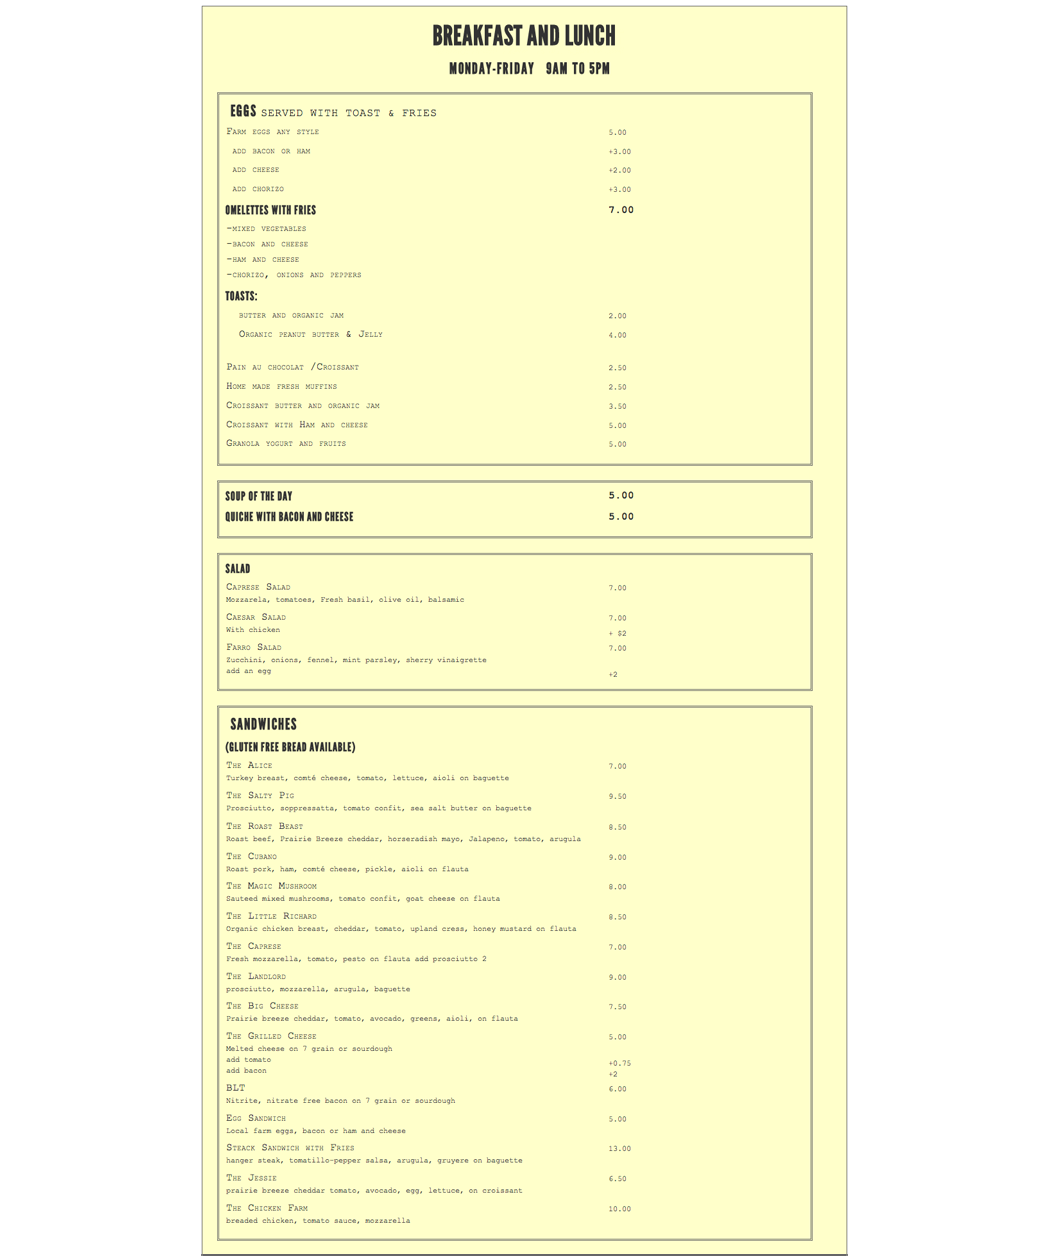 BREAKFAST AND LUNCH
MONDAY-FRIDAY 9AM TO 5PM
EGGS SERVED WITH TOAST & FRIES
Farm eggs any style 5.00
add bacon or ham +3.00
add cheese +2.00
add chorizo +3.00
OMELETTES WITH FRIES 7.00
-mixed vegetables
-bacon and cheese
-ham and cheese
-chorizo, onions and peppers
TOASTS:
butter and organic jam 2.00
Organic peanut butter & Jelly 4.00
Pain au chocolat /Croissant 2.50
Home made fresh muffins 2.50
Croissant butter and organic jam 3.50
Croissant with Ham and cheese 5.00
Granola yogurt and fruits 5.00
SOUP OF THE DAY 5.00
QUICHE WITH BACON AND CHEESE 5.00
SALAD
Caprese Salad 7.00
Mozzarela, tomatoes, Fresh basil, olive oil, balsamic
Caesar Salad 7.00
With chicken + $2
Farro Salad 7.00
Zucchini, onions, fennel, mint parsley, sherry vinaigrette
add an egg +2
SANDWICHES
(GLUTEN FREE BREAD AVAILABLE)
The Alice 7.00
Turkey breast, comté cheese, tomato, lettuce, aioli on baguette
The Salty Pig 9.50
Prosciutto, soppressatta, tomato confit, sea salt butter on baguette
The Roast Beast 8.50
Roast beef, Prairie Breeze cheddar, horseradish mayo, Jalapeno, tomato, arugula
The Cubano 9.00
Roast pork, ham, comté cheese, pickle, aioli on flauta
The Magic Mushroom 8.00
Sauteed mixed mushrooms, tomato confit, goat cheese on flauta
The Little Richard 8.50
Organic chicken breast, cheddar, tomato, upland cress, honey mustard on flauta
The Caprese 7.00
Fresh mozzarella, tomato, pesto on flauta add prosciutto 2
The Landlord 9.00
prosciutto, mozzarella, arugula, baguette
The Big Cheese 7.50
Prairie breeze cheddar, tomato, avocado, greens, aioli, on flauta
The Grilled Cheese 5.00
Melted cheese on 7 grain or sourdough
add tomato +0.75
add bacon +2
BLT 6.00
Nitrite, nitrate free bacon on 7 grain or sourdough
Egg Sandwich 5.00
Local farm eggs, bacon or ham and cheese
Steack Sandwich with Fries 13.00
hanger steak, tomatillo-pepper salsa, arugula, gruyere on baguette
The Jessie 6.50
prairie breeze cheddar tomato, avocado, egg, lettuce, on croissant
The Chicken Farm 10.00
breaded chicken, tomato sauce, mozzarella